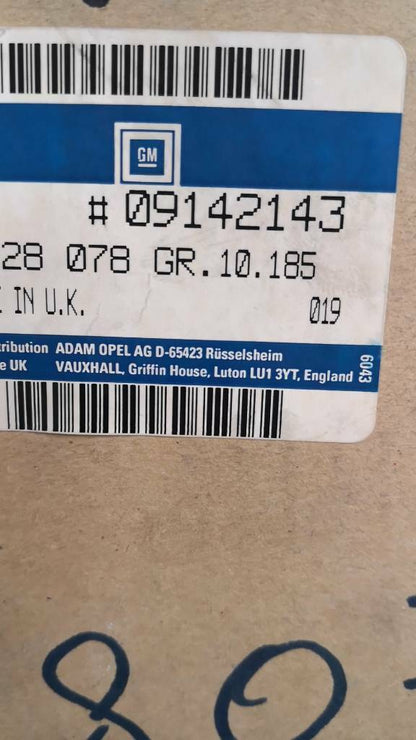 GM
# 09142143
28 078 GR.10.185
IN U.K.
019
tribution ADAM OPEL AG D-65423 Rüsselsheim
e UK VAUXHALL, Griffin House, Luton LU1 3YT, England
6043
80